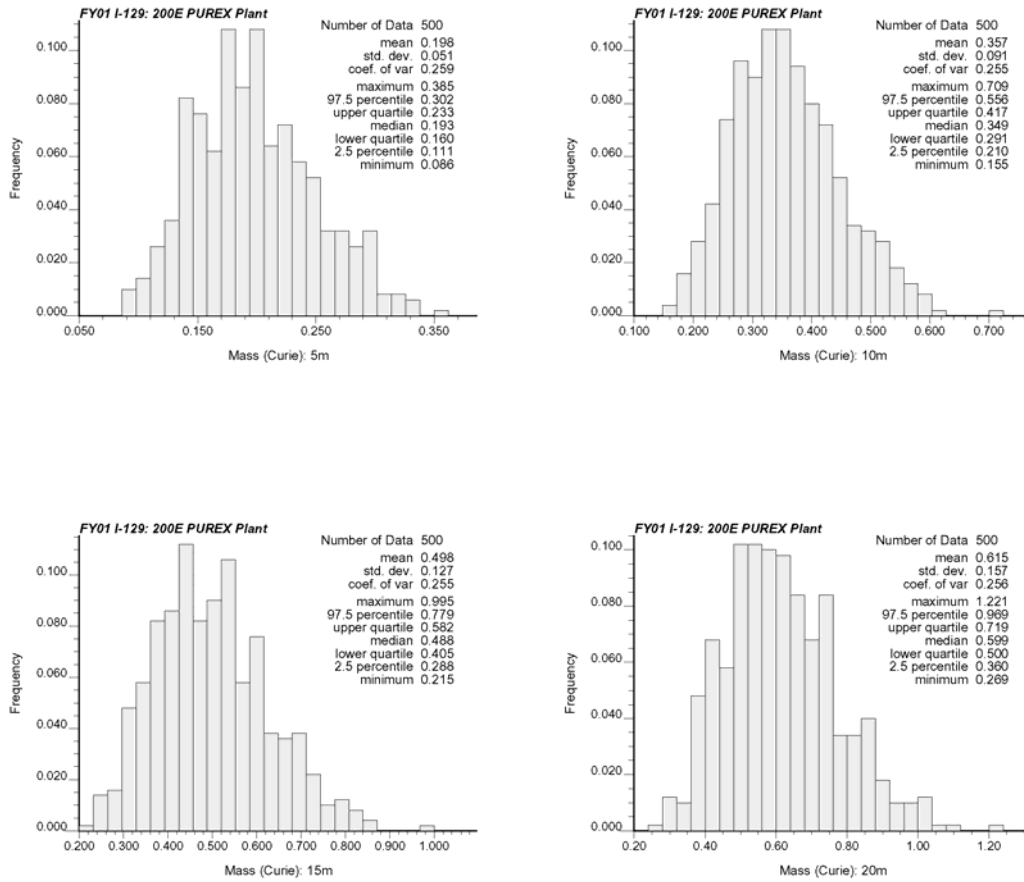 FY01 I-129: 200E PUREX Plant
Number of Data 500
mean 0.198
std. dev. 0.051
coef. of var 0.259
maximum 0.385
97.5 percentile 0.302
upper quartile 0.233
median 0.193
lower quartile 0.160
2.5 percentile 0.111
minimum 0.086
Frequency
0.100
0.080
0.060
0.040
0.020
0.000
0.050 0.150 0.250 0.350
Mass (Curie): 5m
FY01 I-129: 200E PUREX Plant
Number of Data 500
mean 0.357
std. dev. 0.091
coef. of var 0.255
maximum 0.709
97.5 percentile 0.556
upper quartile 0.417
median 0.349
lower quartile 0.291
2.5 percentile 0.210
minimum 0.155
Frequency
0.100
0.080
0.060
0.040
0.020
0.000
0.100 0.200 0.300 0.400 0.500 0.600 0.700
Mass (Curie): 10m
FY01 I-129: 200E PUREX Plant
Number of Data 500
mean 0.498
std. dev. 0.127
coef. of var 0.255
maximum 0.995
97.5 percentile 0.779
upper quartile 0.582
median 0.488
lower quartile 0.405
2.5 percentile 0.288
minimum 0.215
Frequency
0.100
0.080
0.060
0.040
0.020
0.000
0.200 0.300 0.400 0.500 0.600 0.700 0.800 0.900 1.000
Mass (Curie): 15m
FY01 I-129: 200E PUREX Plant
Number of Data 500
mean 0.615
std. dev. 0.157
coef. of var 0.256
maximum 1.221
97.5 percentile 0.969
upper quartile 0.719
median 0.599
lower quartile 0.500
2.5 percentile 0.360
minimum 0.269
Frequency
0.100
0.080
0.060
0.040
0.020
0.000
0.20 0.40 0.60 0.80 1.00 1.20
Mass (Curie): 20m